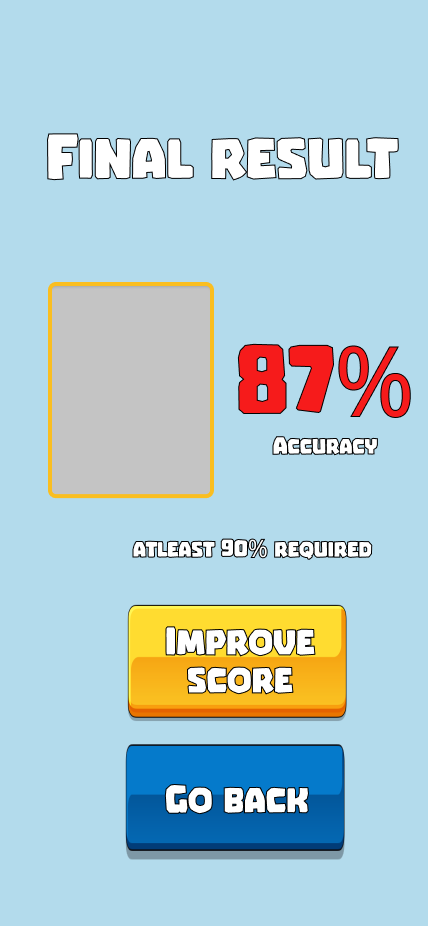 Final result
87%
Accuracy
atleast 90% required
Improve
score
Go back